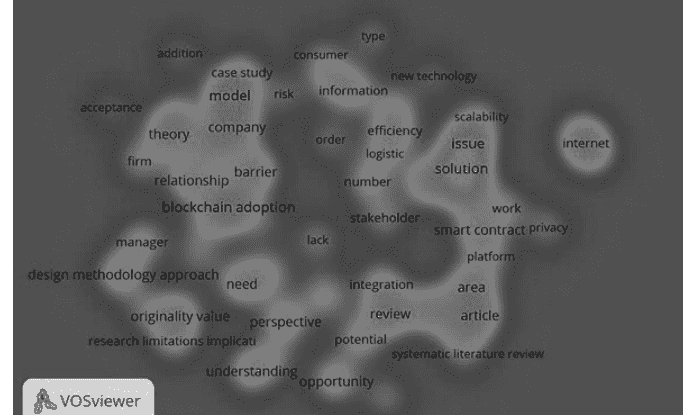 type
addition
consumer
case study
new technology
model
risk
information
acceptance
scalability
theory
company
order
efficiency
issue
internet
logistic
firm
barrier
solution
relationship
number
blockchain adoption
work
stakeholder
smart contract
privacy
lack
manager
platform
design methodology approach
need
integration
area
originality value
perspective
review
article
research limitations implicati
potential
systematic literature review
understanding
opportunity
VOSviewer